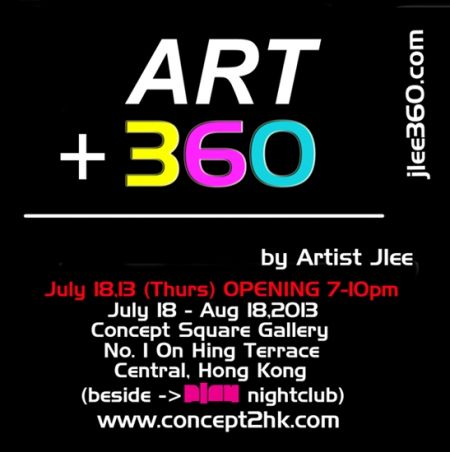 ART
+ 360
jlee360.com
by Artist Jlee
July 18,13 (Thurs) OPENING 7-10pm
July 18 - Aug 18,2013
Concept Square Gallery
No. 1 On Hing Terrace
Central, Hong Kong
(beside -> PLAY nightclub)
www.concept2hk.com